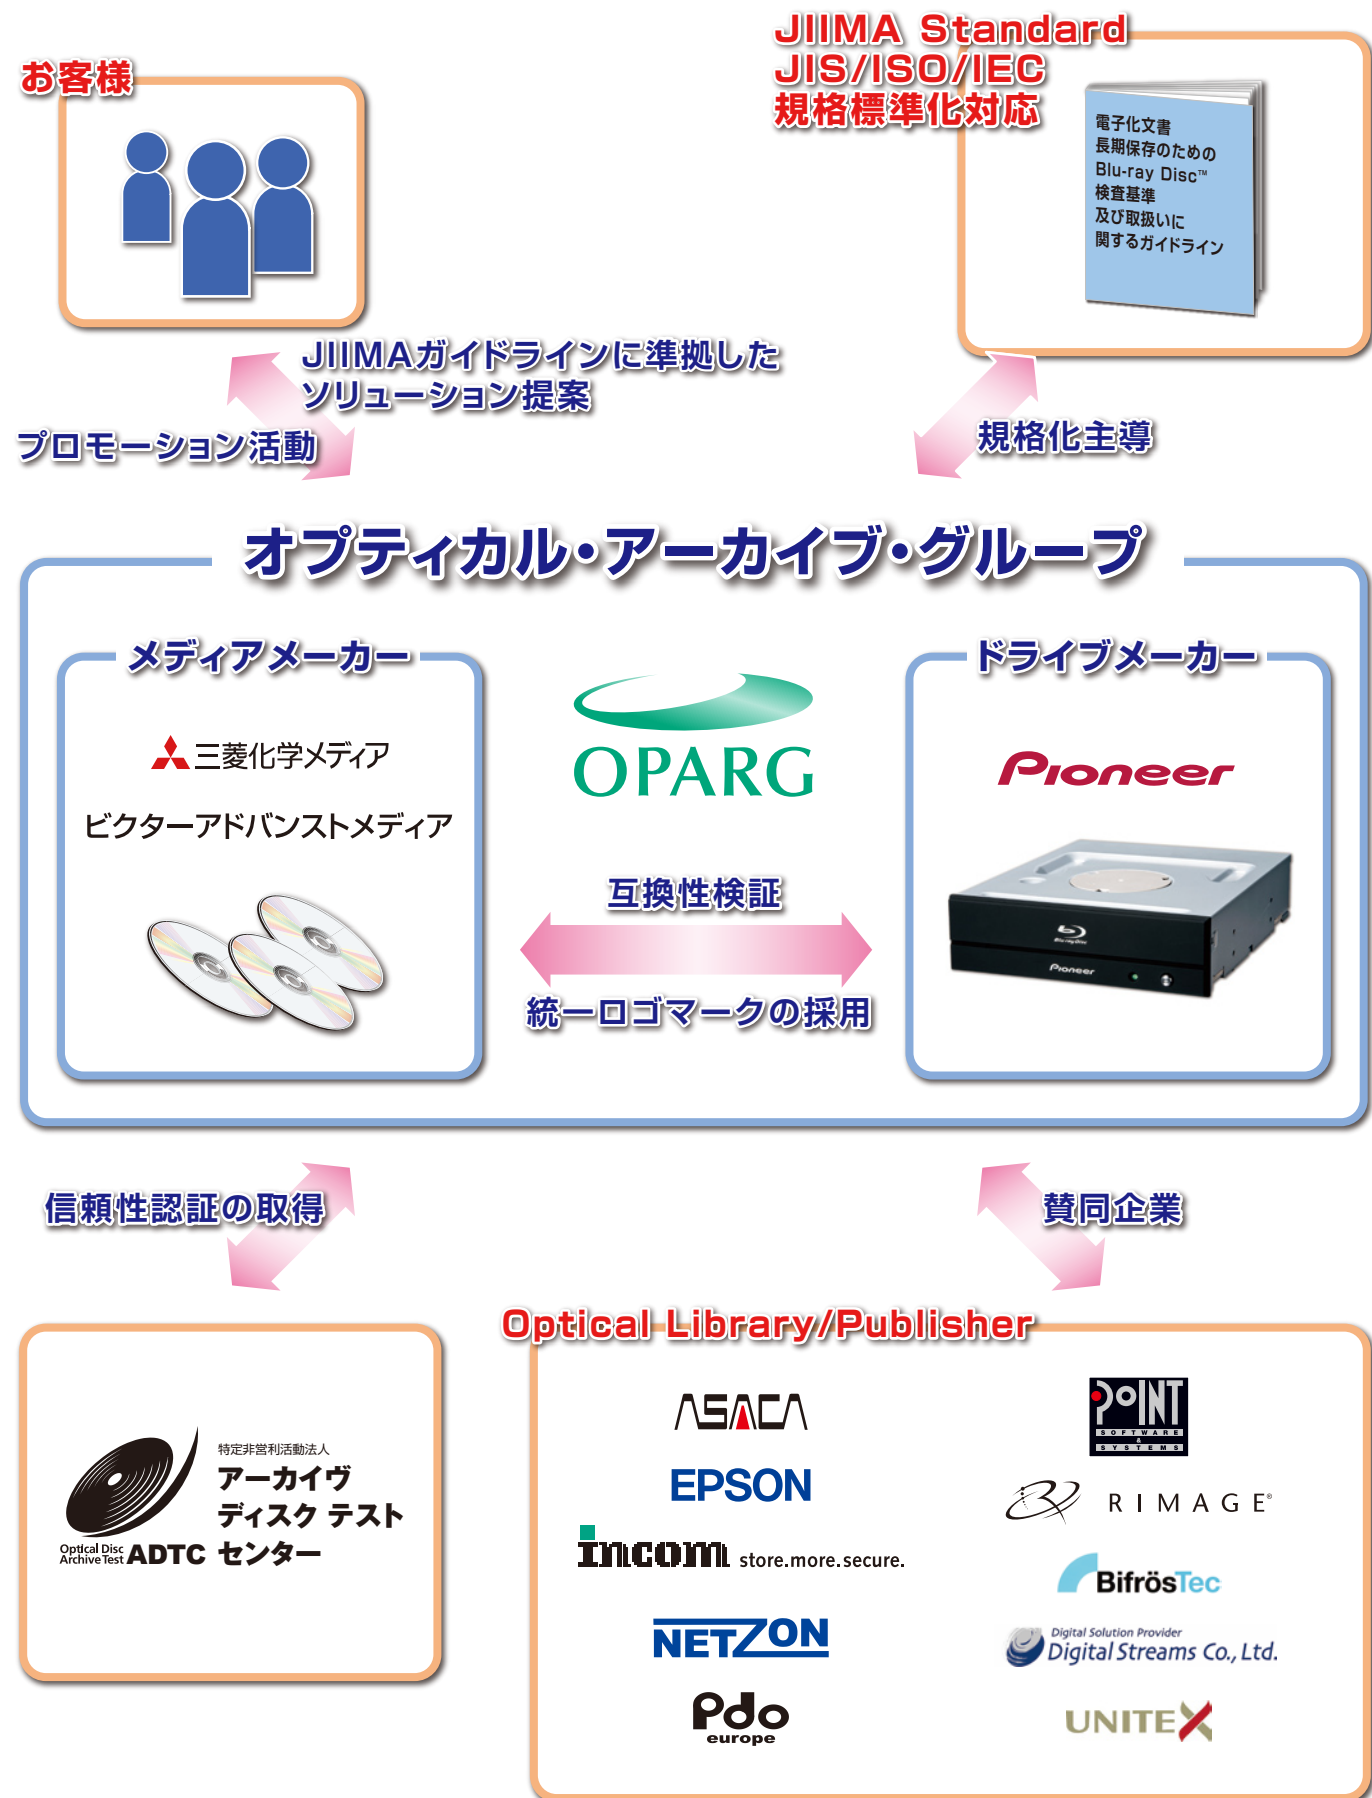 お客様
JIIMA Standard
JIS/ISO/IEC
規格標準化対応
電子化文書
長期保存のための
Blu-ray Disc™
検査基準
及び取扱いに
関するガイドライン
JIIMAガイドラインに準拠した
ソリューション提案
プロモーション活動
規格化主導
オプティカル・アーカイブ・グループ
メディアメーカー
三菱化学メディア
ビクターアドバンストメディア
OPARG
互換性検証
統一ロゴマークの採用
ドライブメーカー
Pioneer
Blu-ray Disc
Pioneer
信頼性認証の取得
賛同企業
特定非営利活動法人
アーカイヴ
ディスク テスト
センター
Optical Disc
Archive Test
ADTC
Optical Library/Publisher
ASACA
EPSON
incom store.more.secure.
NETZON
Pdo
europe
POINT
SOFTWARE
&
SYSTEMS
RIMAGE®
BifrösTec
Digital Solution Provider
Digital Streams Co., Ltd.
UNITEX